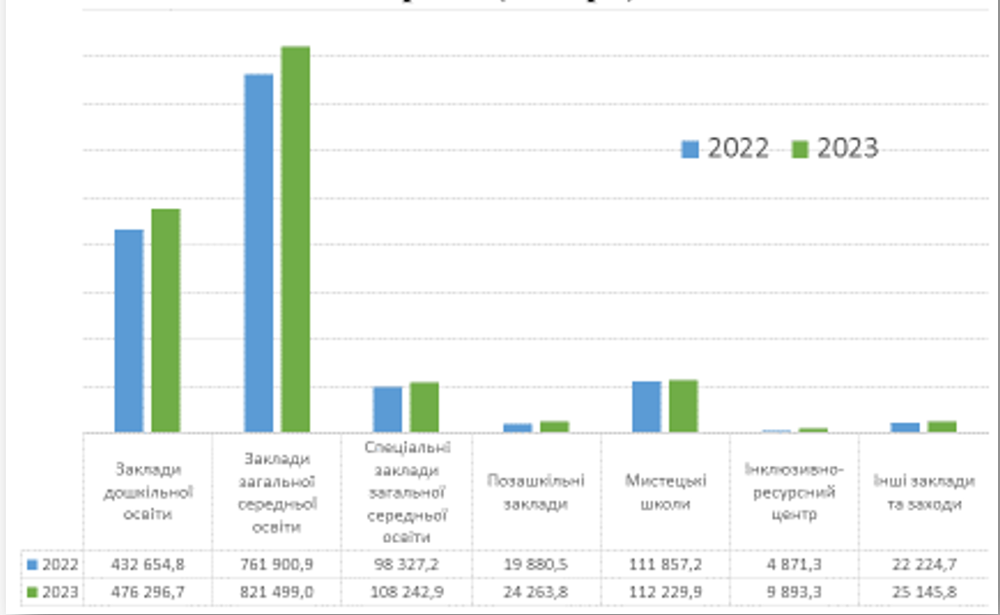 2022 2023
Заклади дошкільної освіти
Заклади загальної середньої освіти
Спеціальні заклади загальної середньої освіти
Позашкільні заклади
Мистецькі школи
Інклюзивно-ресурсний центр
Інші заклади та заходи
2022 432 654,8 761 900,9 98 327,2 19 880,5 111 857,2 4 871,3 22 224,7
2023 476 296,7 821 499,0 108 242,9 24 263,8 112 229,9 9 893,3 25 145,8